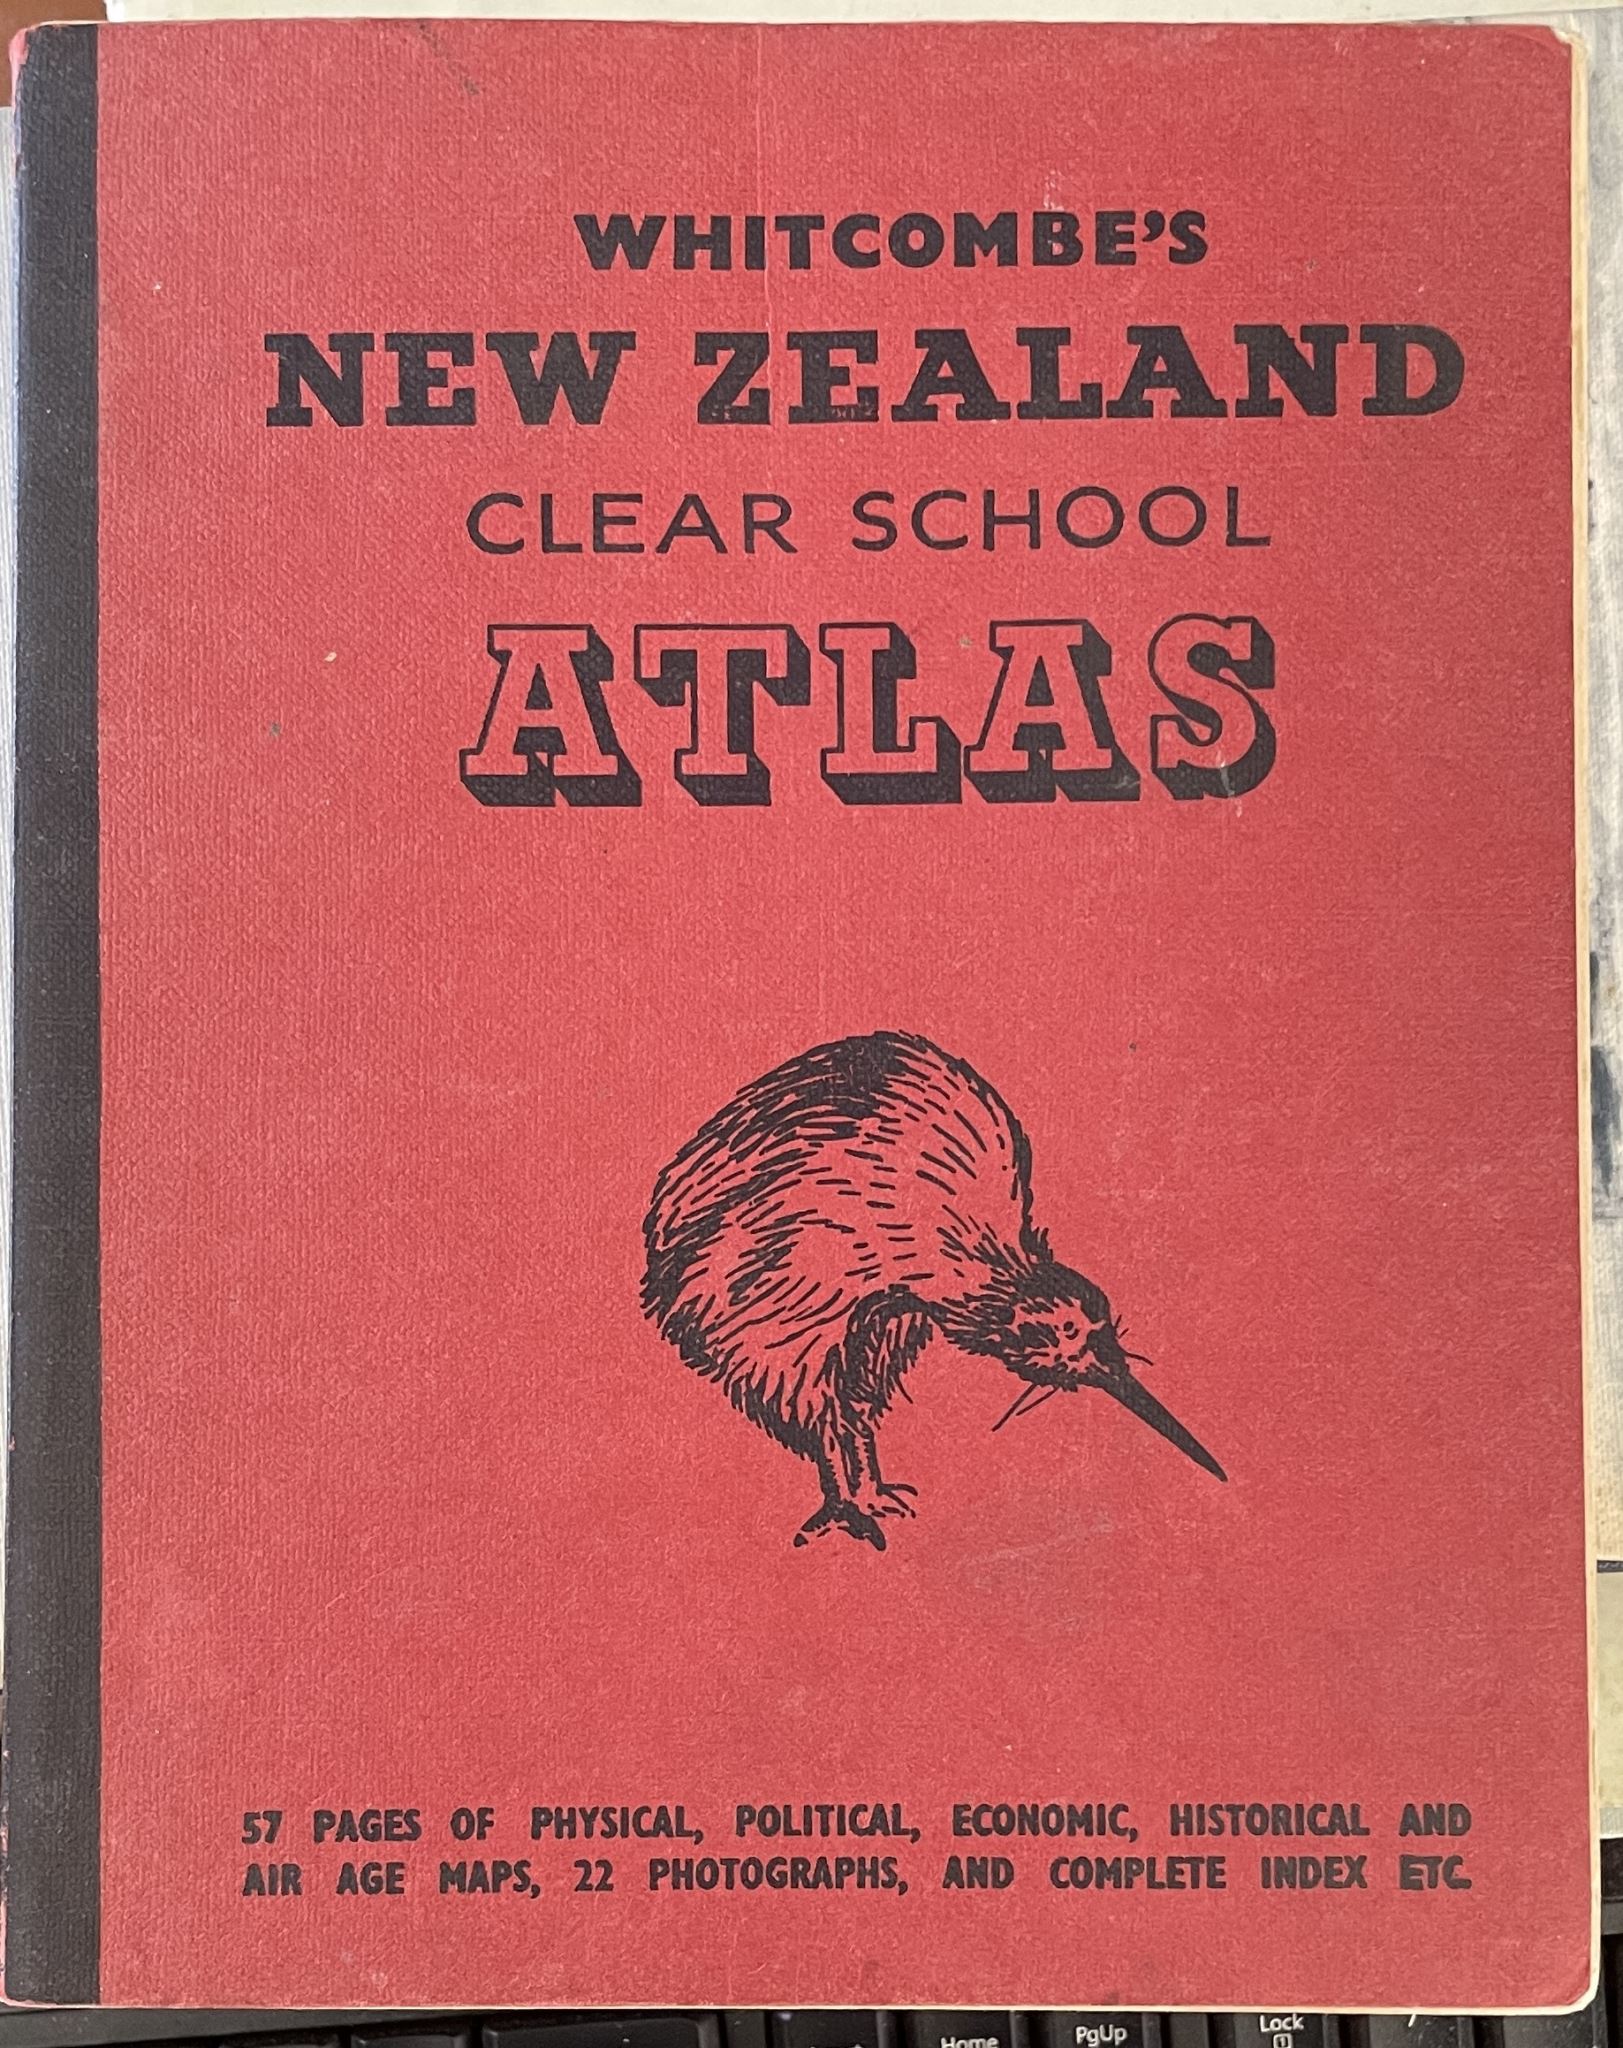 WHITCOMBE'S
NEW ZEALAND
CLEAR SCHOOL
ATLAS
57 PAGES OF PHYSICAL, POLITICAL, ECONOMIC, HISTORICAL AND
AIR AGE MAPS, 22 PHOTOGRAPHS, AND COMPLETE INDEX ETC.
Home PgUp Lock
1